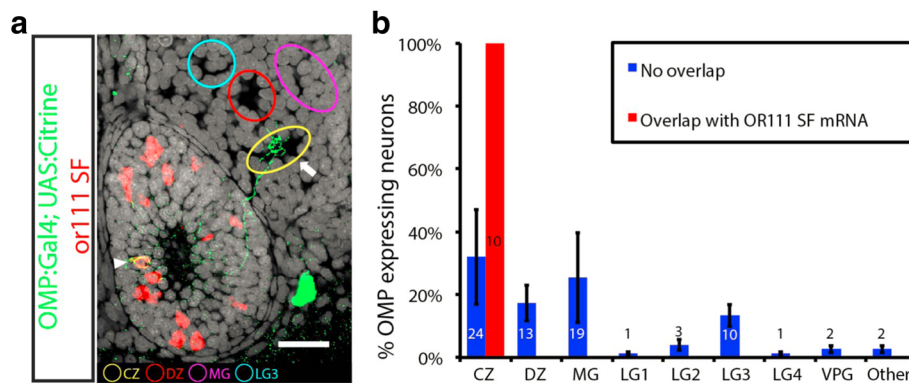 a
OMP:Gal4; UAS:Citrine
or111 SF
CZ DZ MG LG3
b
% OMP expressing neurons
100%
80%
60%
40%
20%
0%
No overlap
Overlap with OR111 SF mRNA
24 10 13 19 1 3 10 1 2 2
CZ DZ MG LG1 LG2 LG3 LG4 VPG Other